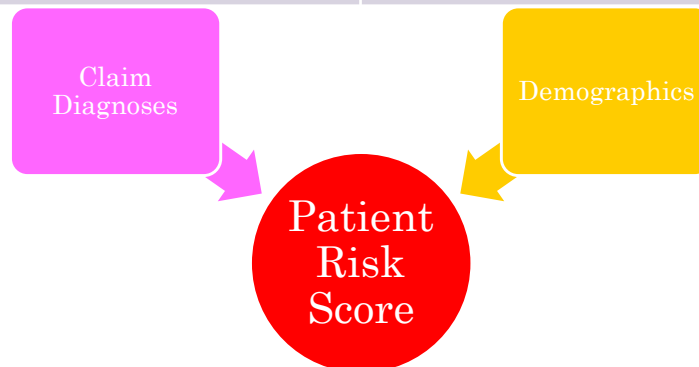 Claim
Diagnoses
Demographics
Patient
Risk
Score